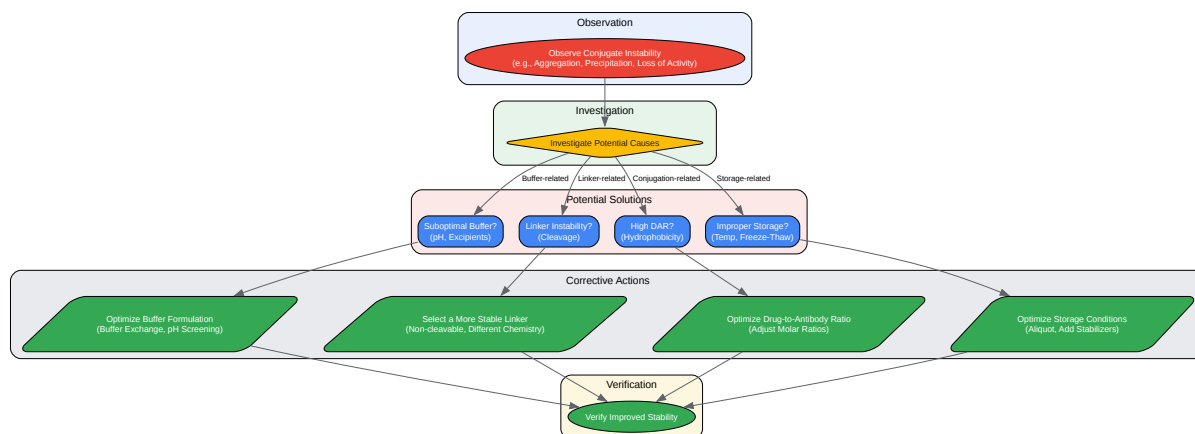 Observation
Observe Conjugate Instability
(e.g., Aggregation, Precipitation, Loss of Activity)
Investigation
Investigate Potential Causes
Buffer-related
Linker-related
Conjugation-related
Storage-related
Potential Solutions
Suboptimal Buffer?
(pH, Excipients)
Linker Instability?
(Cleavage)
High DAR?
(Hydrophobicity)
Improper Storage?
(Temp, Freeze-Thaw)
Corrective Actions
Optimize Buffer Formulation
(Buffer Exchange, pH Screening)
Select a More Stable Linker
(Non-cleavable, Different Chemistry)
Optimize Drug-to-Antibody Ratio
(Adjust Molar Ratios)
Optimize Storage Conditions
(Aliquot, Add Stabilizers)
Verification
Verify Improved Stability